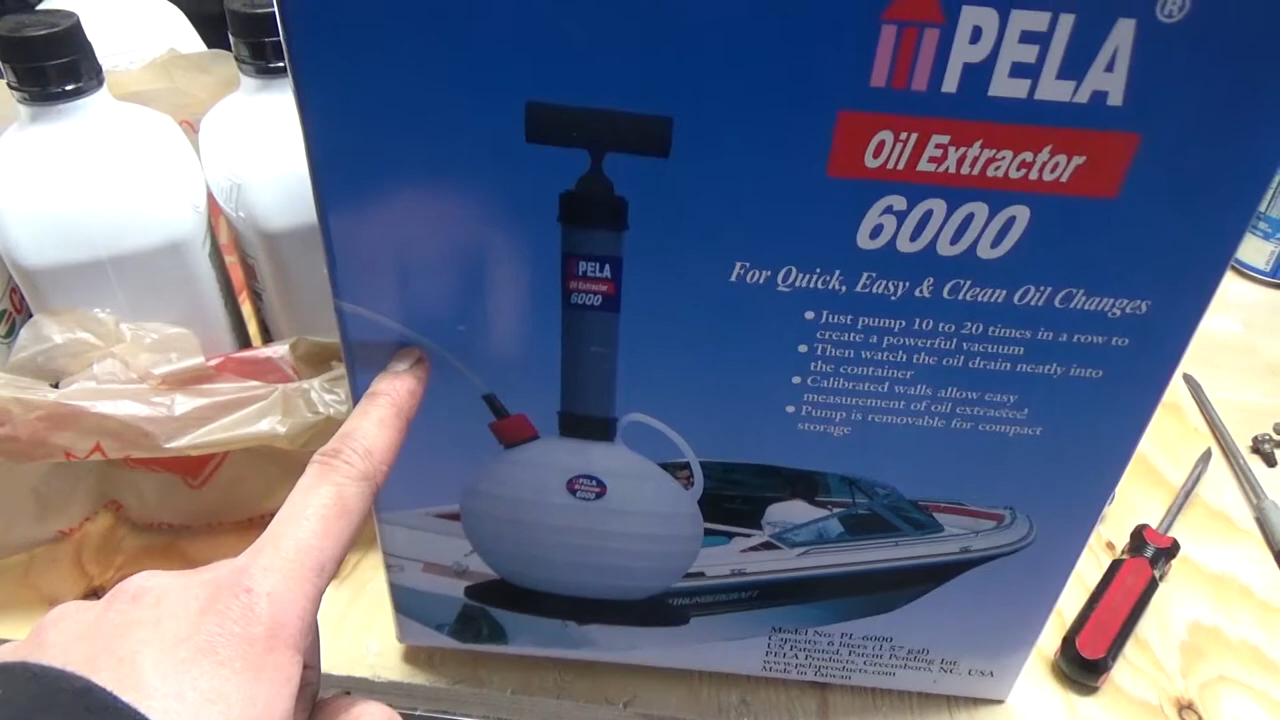 PELA®
Oil Extractor
6000
For Quick, Easy & Clean Oil Changes
● Just pump 10 to 20 times in a row to
create a powerful vacuum
● Then watch the oil drain neatly into
the container
● Calibrated walls allow easy
measurement of oil extracted
● Pump is removable for compact
storage
PELA
Oil Extractor
6000
PELA
Oil Extractor
6000
THUNDERCRAFT
Model No: PL-6000
Capacity: 6 liters (1.57 gal)
US Patented, Patent Pending Int.
PELA Products, Greensboro, NC, USA
www.pelaproducts.com
Made in Taiwan